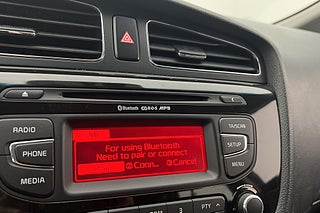 Bluetooth CD RDS MP3
RADIO
PHONE
MEDIA
For using Bluetooth
Need to pair or connect
Conn... Cancel
TA/SCAN
SETUP
MENU
PTY